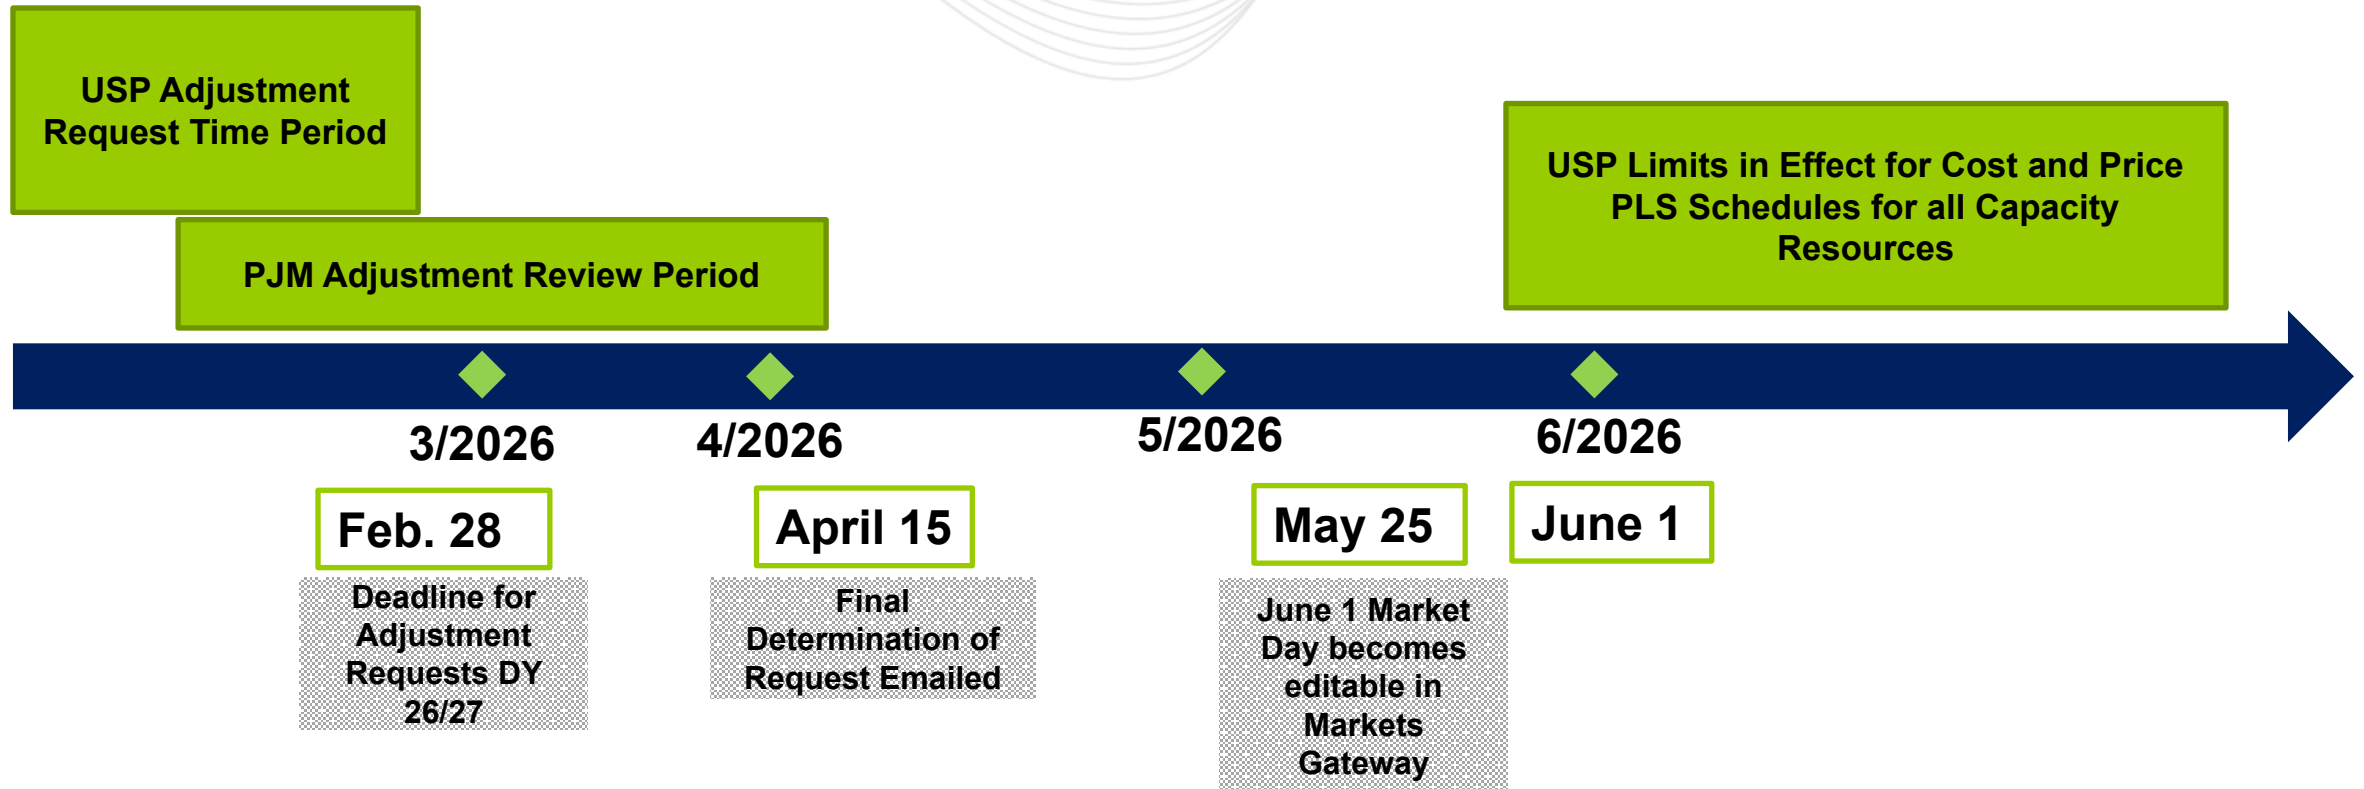 USP Adjustment
Request Time Period
PJM Adjustment Review Period
USP Limits in Effect for Cost and Price
PLS Schedules for all Capacity
Resources
3/2026
4/2026
5/2026
6/2026
Feb. 28
April 15
May 25
June 1
Deadline for
Adjustment
Requests DY
26/27
Final
Determination of
Request Emailed
June 1 Market
Day becomes
editable in
Markets
Gateway